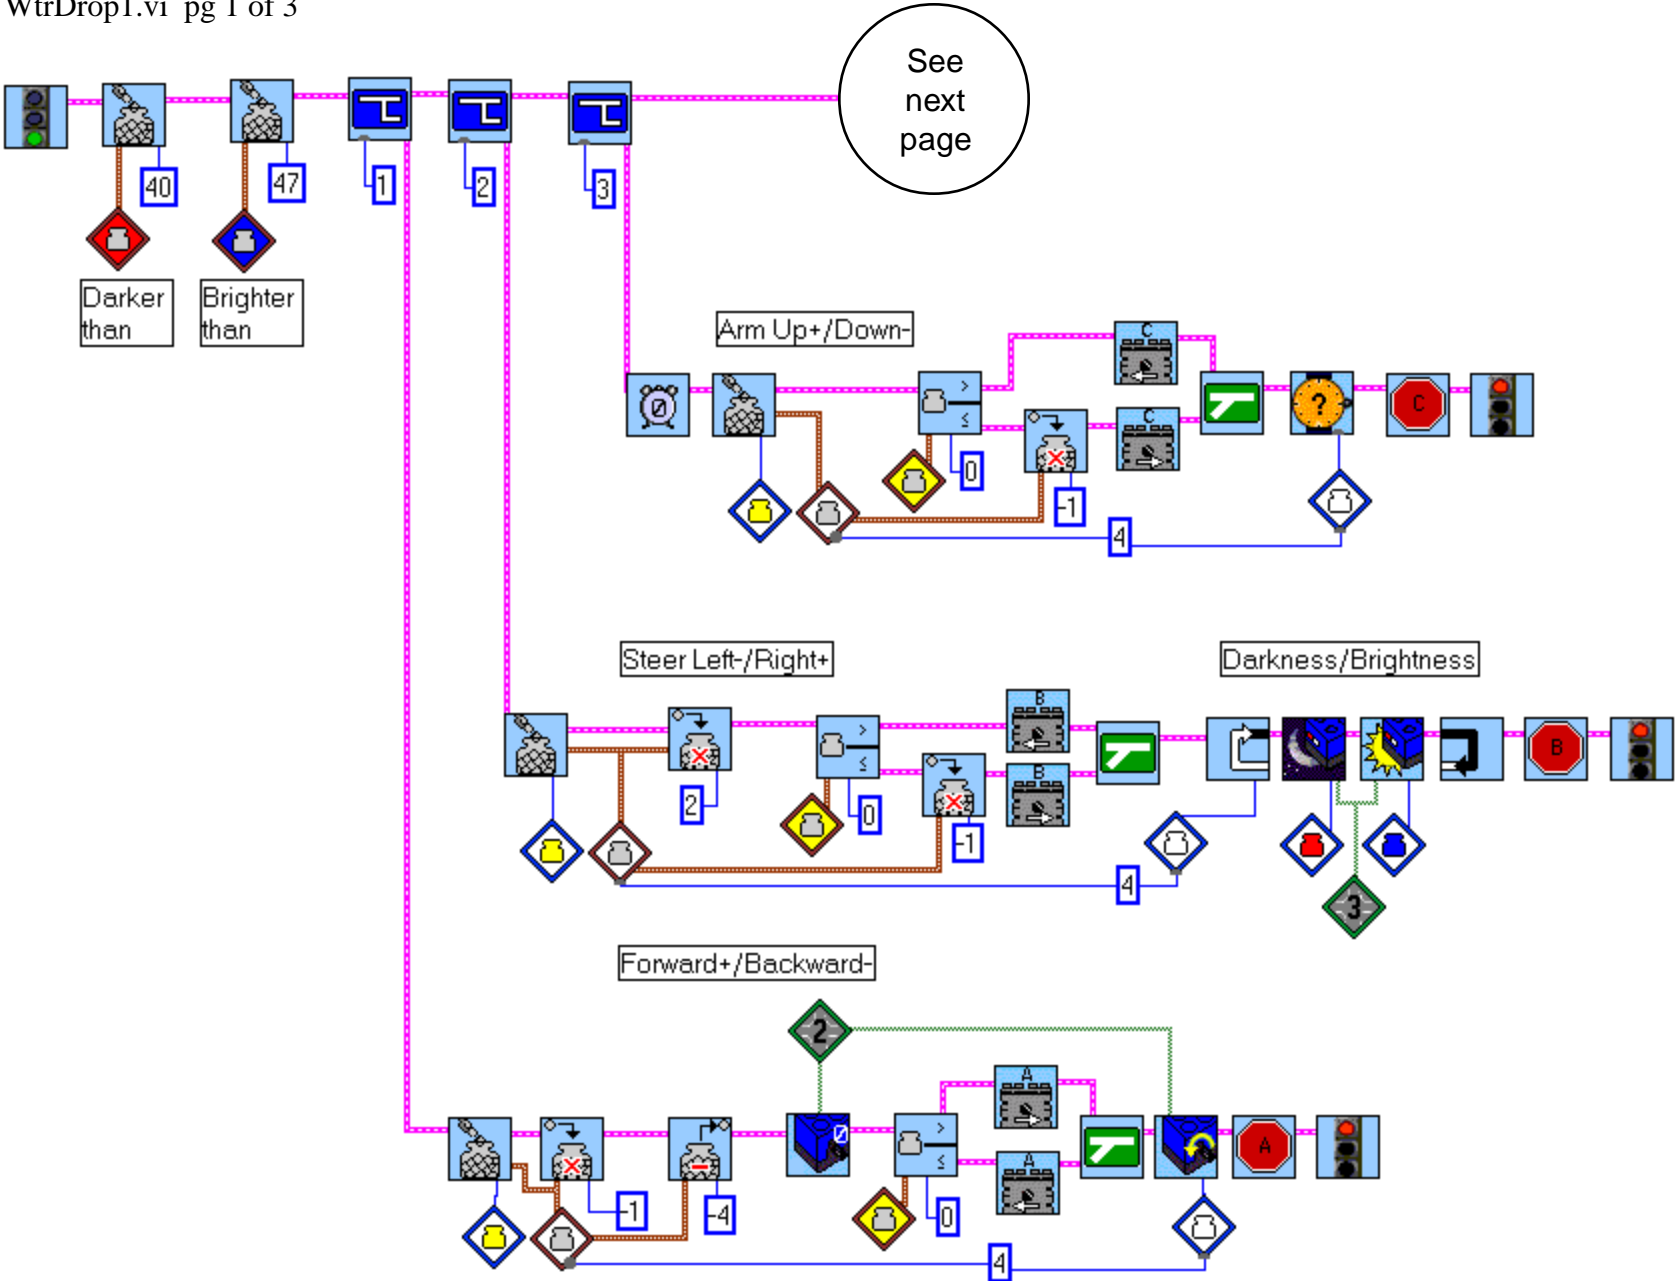 WtrDrop1.vi pg 1 of 3
See
next
page
40
47
1
2
3
Darker
than
Brighter
than
Arm Up+/Down-
C
>
≤
0
C
?
C
0
-1
4
Steer Left-/Right+
Darkness/Brightness
B
>
≤
B
B
2
0
-1
3
4
Forward+/Backward-
2
A
0
>
≤
A
A
-1
-4
0
4